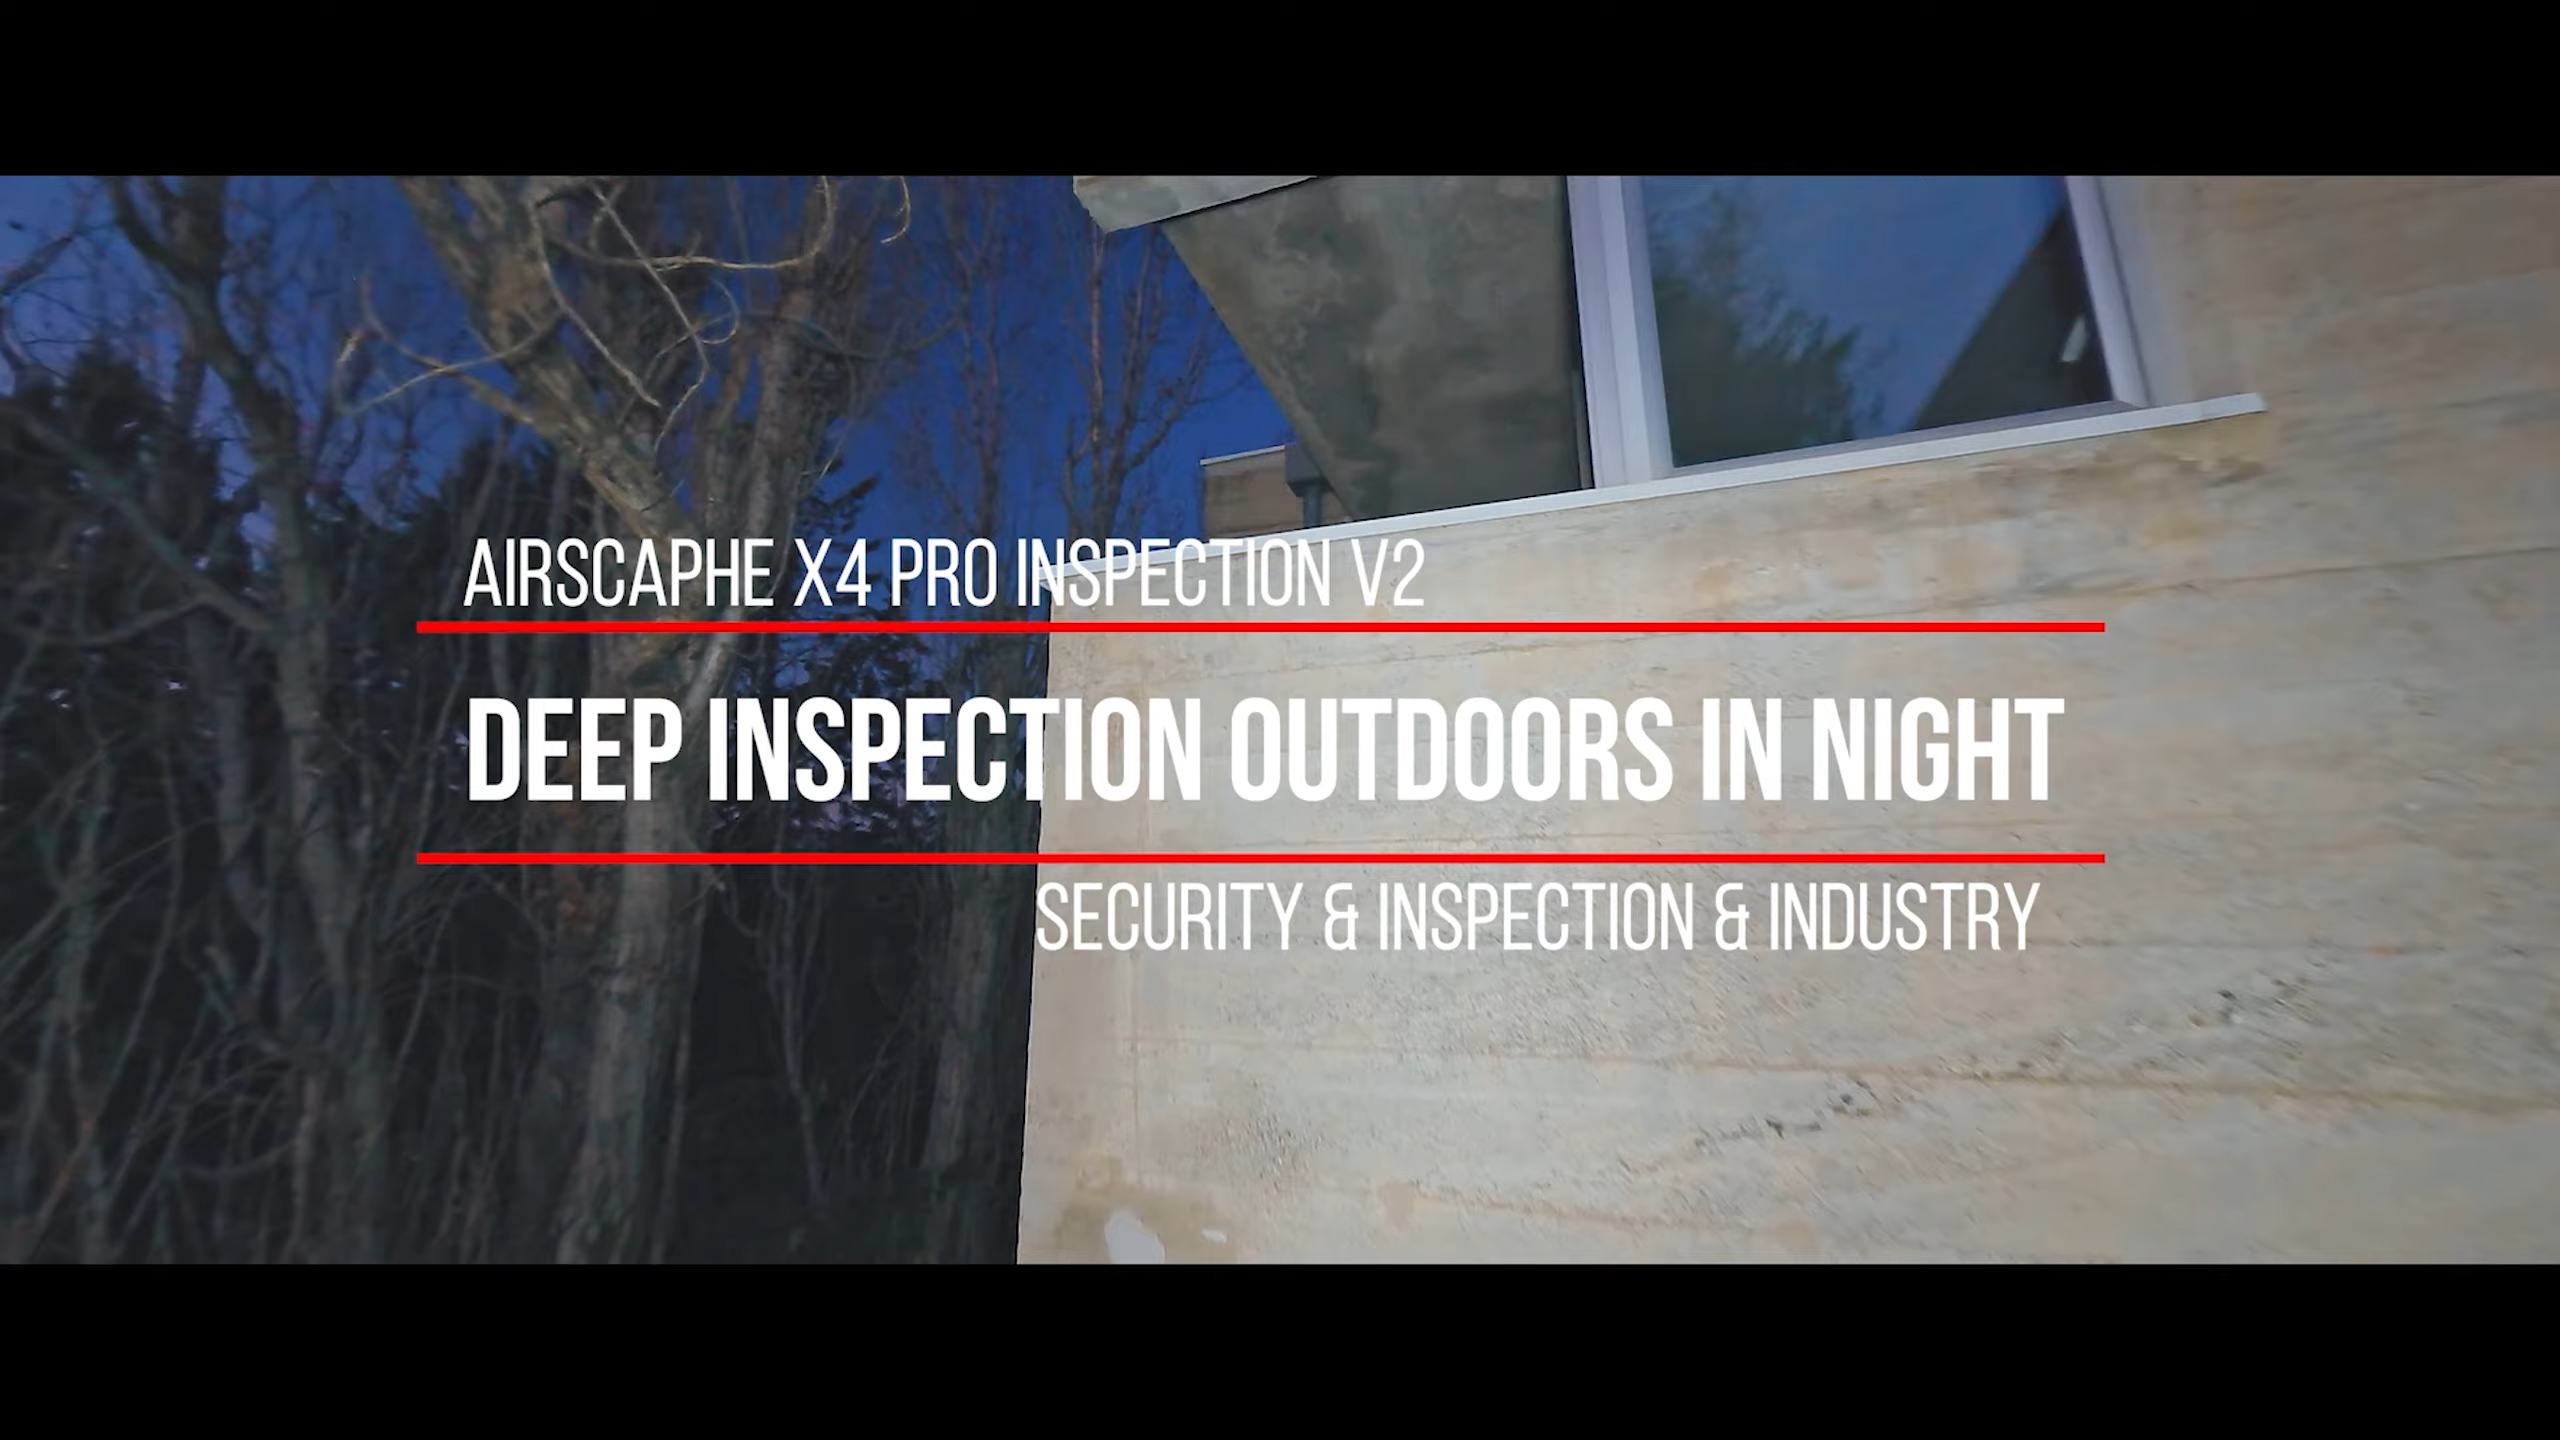 AIRSCAPHE X4 PRO INSPECTION V2
DEEP INSPECTION OUTDOORS IN NIGHT
SECURITY & INSPECTION & INDUSTRY